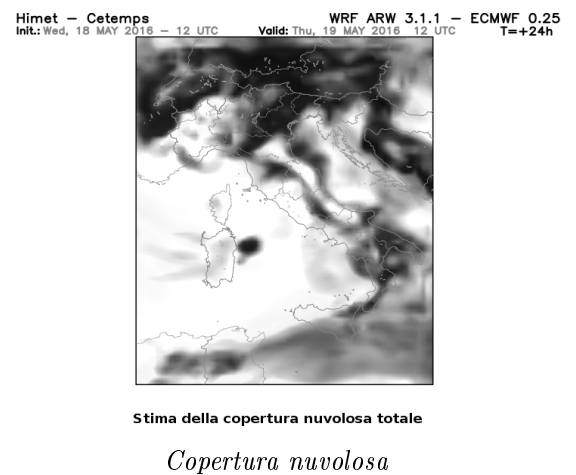 Himet – Cetemps WRF ARW 3.1.1 – ECMWF 0.25
Init.: Wed, 18 MAY 2016 – 12 UTC Valid: Thu, 19 MAY 2016 12 UTC T=+24h
Stima della copertura nuvolosa totale
Copertura nuvolosa